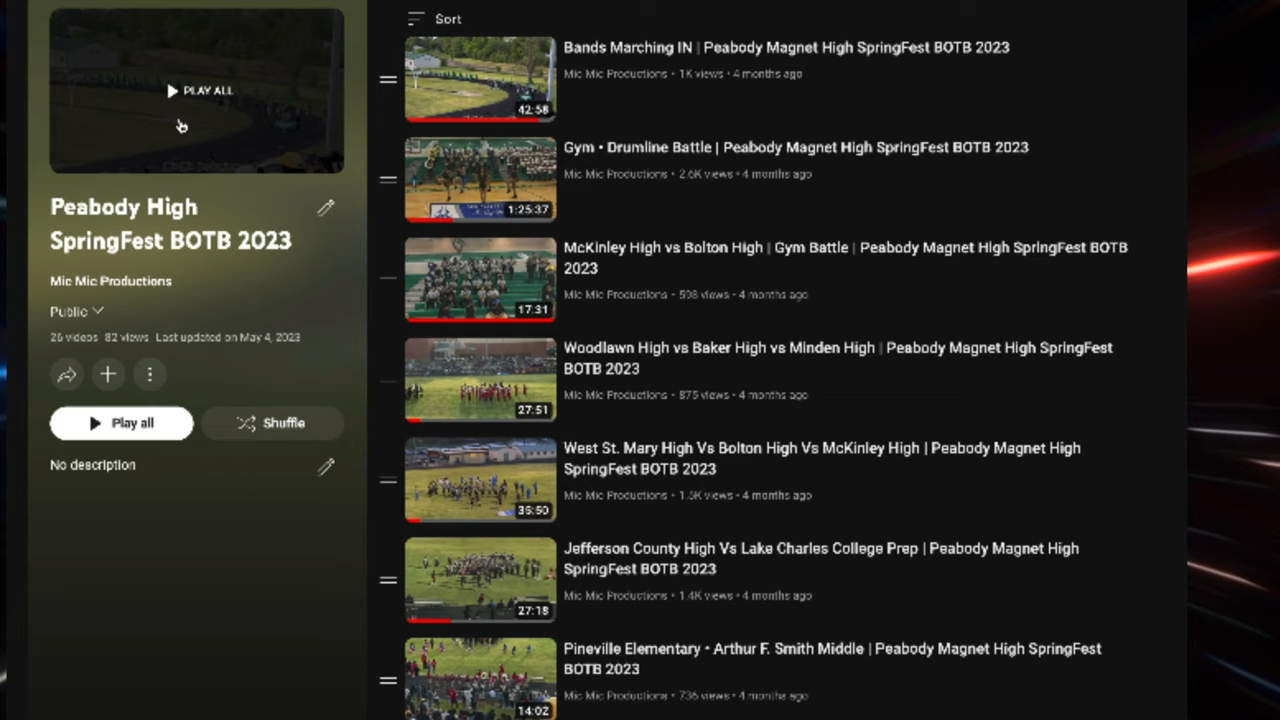 PLAY ALL
Peabody High
SpringFest BOTB 2023
Mic Mic Productions
Public
26 videos 82 views Last updated on May 4, 2023
Play all
Shuffle
No description
Sort
42:58
Bands Marching IN | Peabody Magnet High SpringFest BOTB 2023
Mic Mic Productions • 1K views • 4 months ago
1:25:37
Gym • Drumline Battle | Peabody Magnet High SpringFest BOTB 2023
Mic Mic Productions • 2.6K views • 4 months ago
17:31
McKinley High vs Bolton High | Gym Battle | Peabody Magnet High SpringFest BOTB
2023
Mic Mic Productions • 598 views • 4 months ago
27:51
Woodlawn High vs Baker High vs Minden High | Peabody Magnet High SpringFest
BOTB 2023
Mic Mic Productions • 875 views • 4 months ago
35:50
West St. Mary High Vs Bolton High Vs McKinley High | Peabody Magnet High
SpringFest BOTB 2023
Mic Mic Productions • 1.5K views • 4 months ago
27:18
Jefferson County High Vs Lake Charles College Prep | Peabody Magnet High
SpringFest BOTB 2023
Mic Mic Productions • 1.4K views • 4 months ago
14:02
Pineville Elementary • Arthur F. Smith Middle | Peabody Magnet High SpringFest
BOTB 2023
Mic Mic Productions • 736 views • 4 months ago